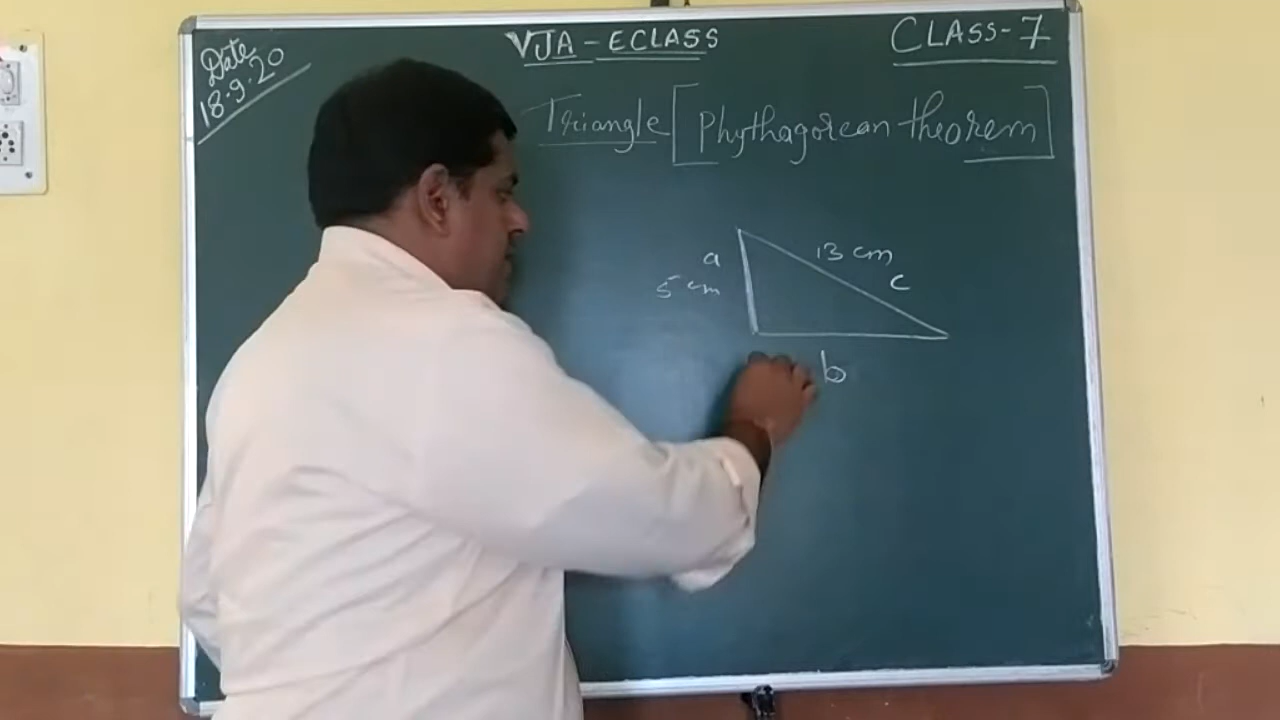 Date
18.9.20
VJA - ECLASS
CLASS-7
Triangle [Phythagorean theorem]
a
5 cm
13 cm
c
b